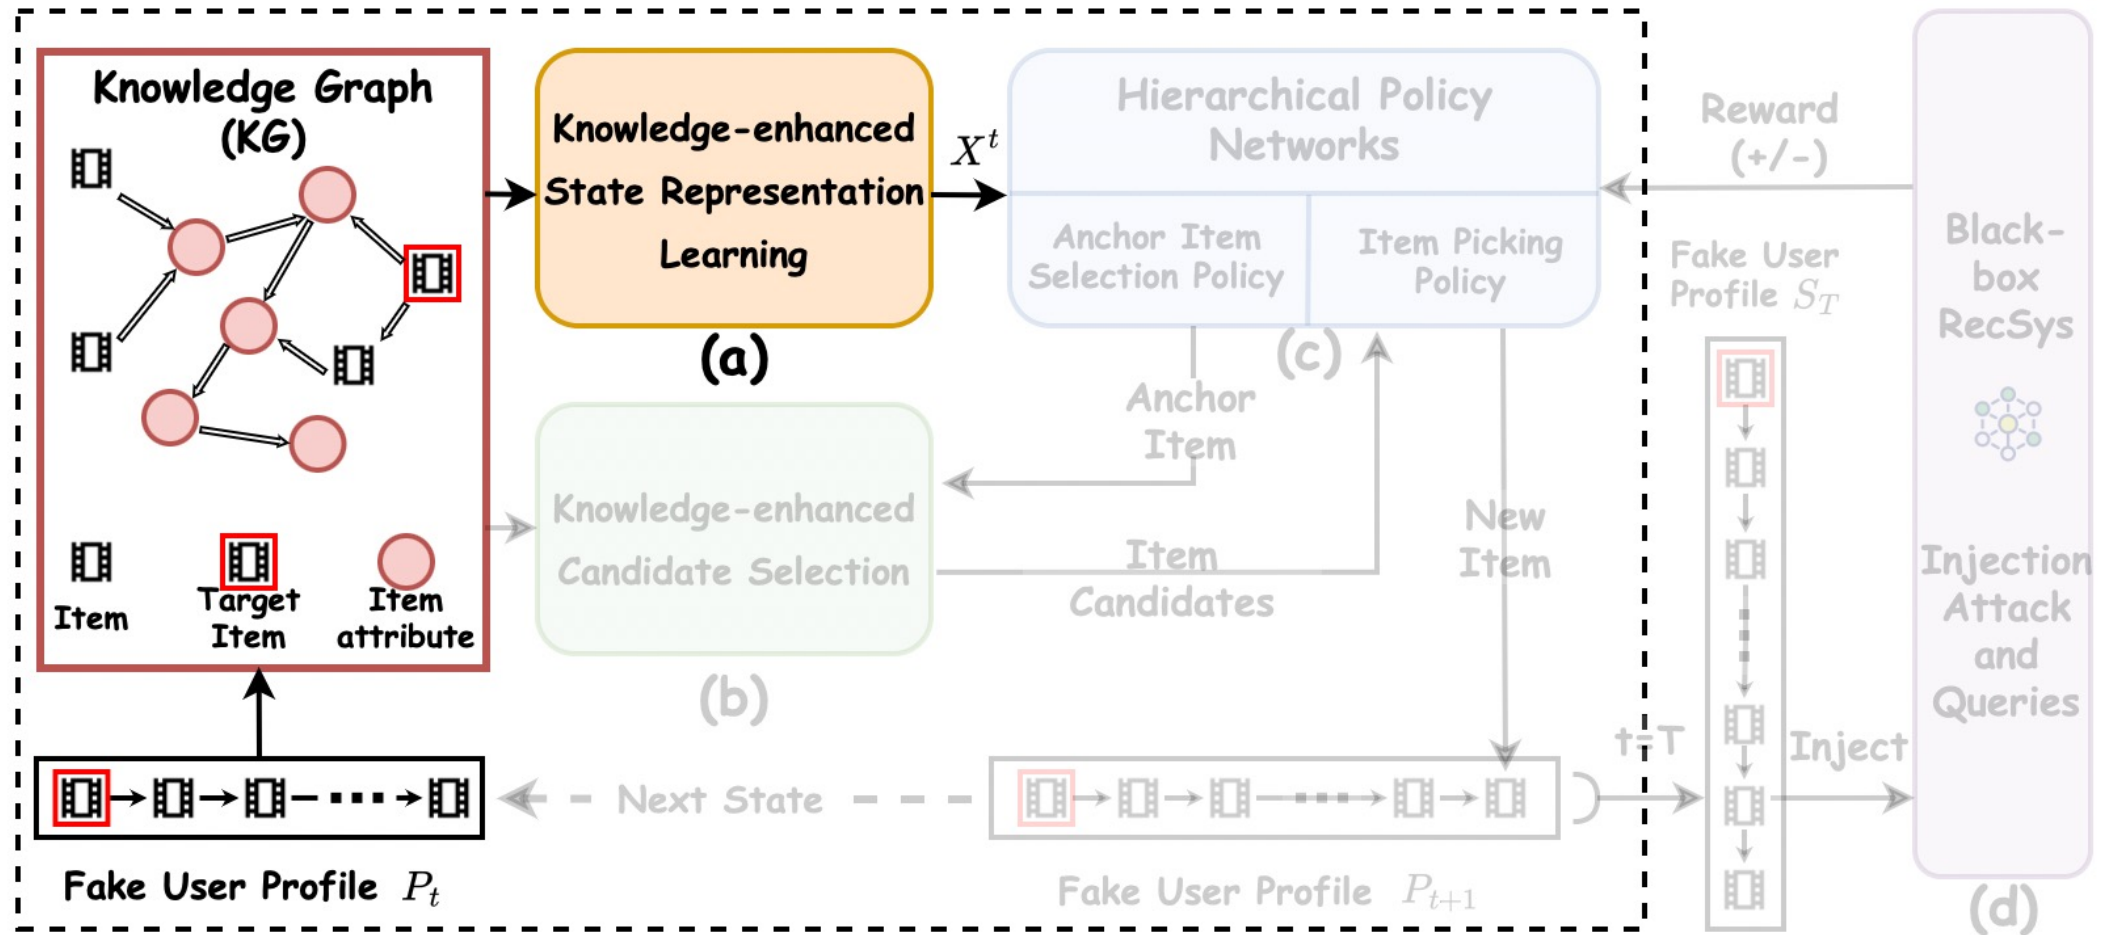 Knowledge Graph
(KG)
Item
Target
Item
Item
attribute
Fake User Profile P_t
Knowledge-enhanced
State Representation
Learning
(a)
X^t
Knowledge-enhanced
Candidate Selection
(b)
Hierarchical Policy
Networks
Anchor Item
Selection Policy
Item Picking
Policy
(c)
Anchor
Item
Item
Candidates
New
Item
Next State
Fake User Profile P_{t+1}
t=T
Reward
(+/-)
Fake User
Profile S_T
Inject
Black-
box
RecSys
Injection
Attack
and
Queries
(d)